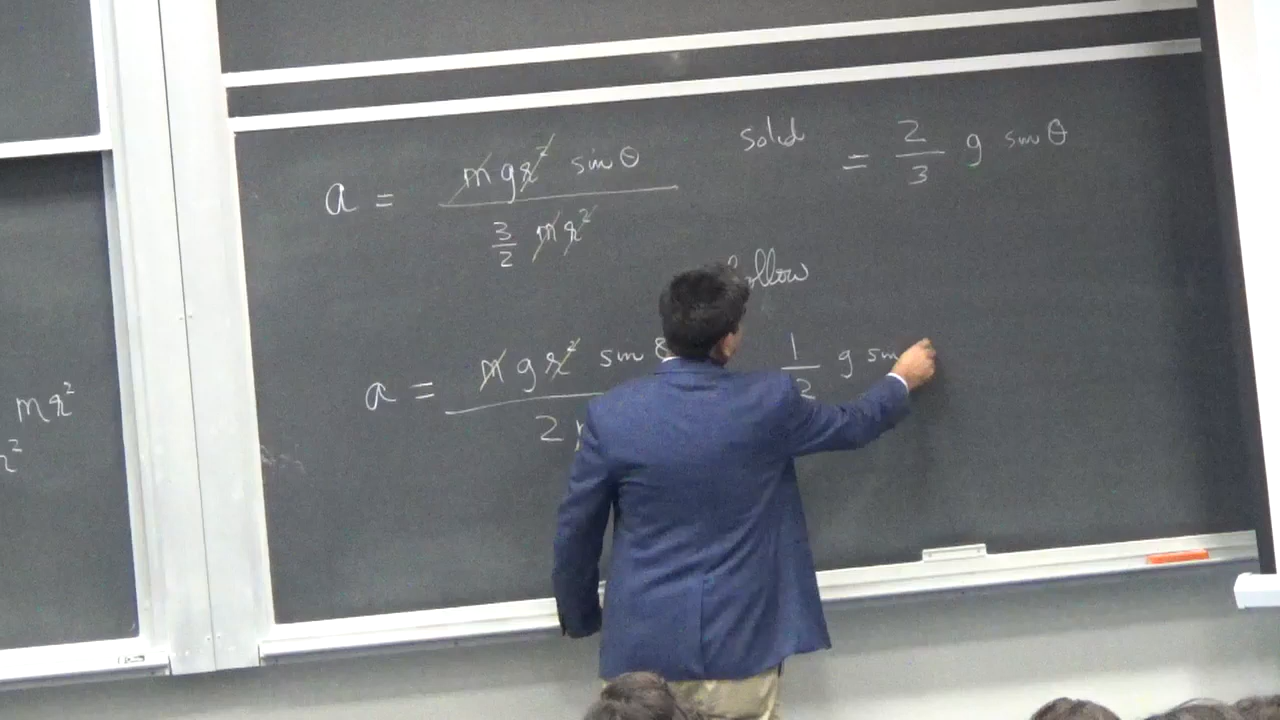 a = mgr² sin θ / (3/2 mr²) solid = 2/3 g sin θ
hollow
a = mgr² sin θ / 2 1/2 g sin
mr²
r²